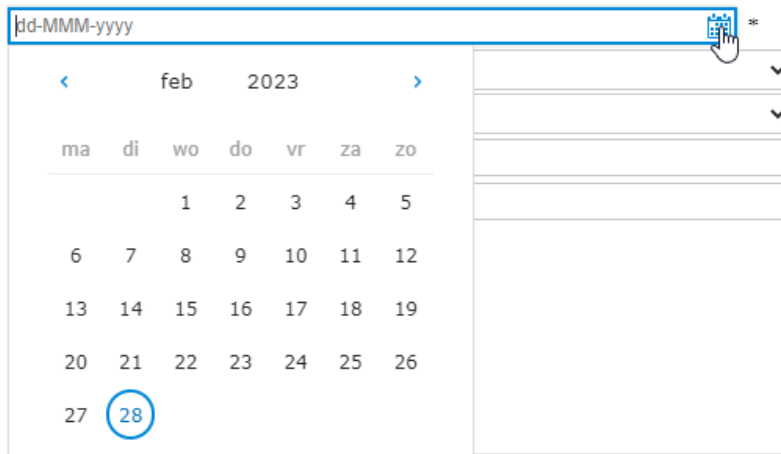 dd-MMM-yyyy *
feb 2023
ma di wo do vr za zo
1 2 3 4 5
6 7 8 9 10 11 12
13 14 15 16 17 18 19
20 21 22 23 24 25 26
27 28